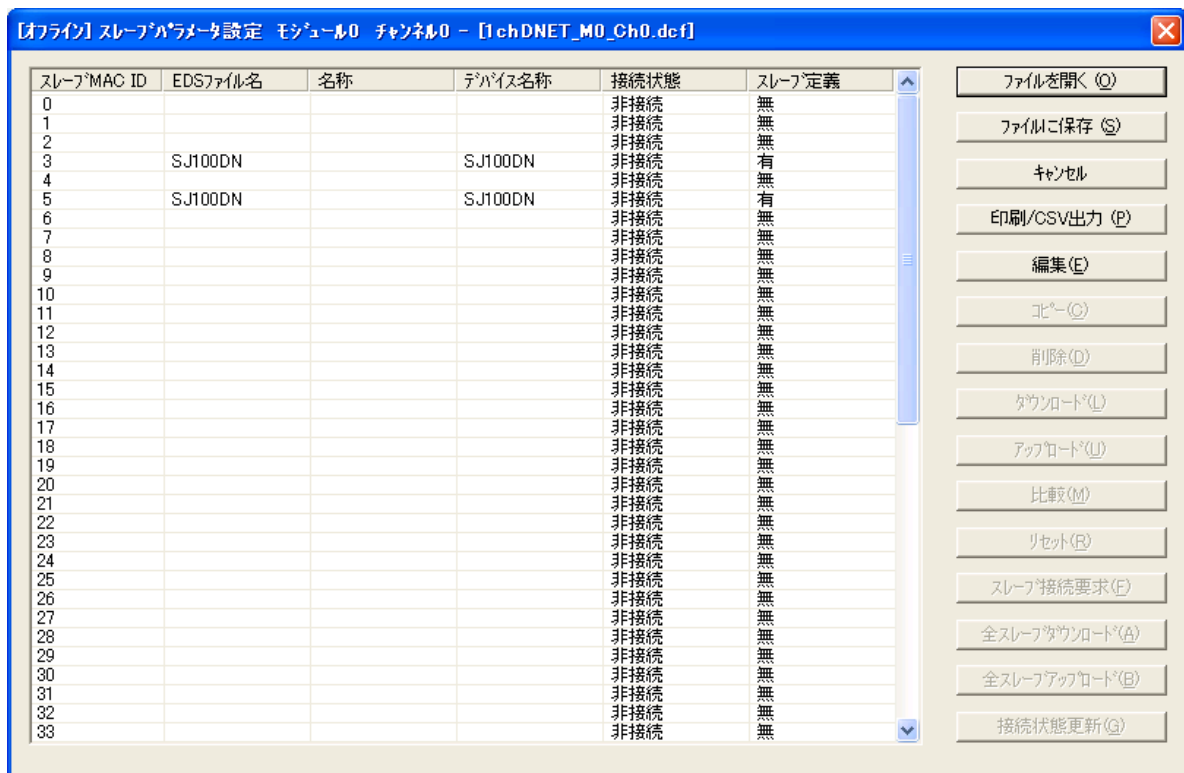 [オフライン] スレーブパラメータ設定 モジュール0 チャンネル0 - [1chDNET_M0_Ch0.dcf]
スレーブMAC ID EDSファイル名 名称 デバイス名称 接続状態 スレーブ定義
0 非接続 無
1 非接続 無
2 非接続 無
3 SJ100DN SJ100DN 非接続 有
4 非接続 無
5 SJ100DN SJ100DN 非接続 有
6 非接続 無
7 非接続 無
8 非接続 無
9 非接続 無
10 非接続 無
11 非接続 無
12 非接続 無
13 非接続 無
14 非接続 無
15 非接続 無
16 非接続 無
17 非接続 無
18 非接続 無
19 非接続 無
20 非接続 無
21 非接続 無
22 非接続 無
23 非接続 無
24 非接続 無
25 非接続 無
26 非接続 無
27 非接続 無
28 非接続 無
29 非接続 無
30 非接続 無
31 非接続 無
32 非接続 無
33 非接続 無
ファイルを開く(O)
ファイルに保存(S)
キャンセル
印刷/CSV出力(P)
編集(E)
コピー(C)
削除(D)
ダウンロード(L)
アップロード(U)
比較(M)
リセット(R)
スレーブ接続要求(F)
全スレーブダウンロード(A)
全スレーブアップロード(B)
接続状態更新(G)